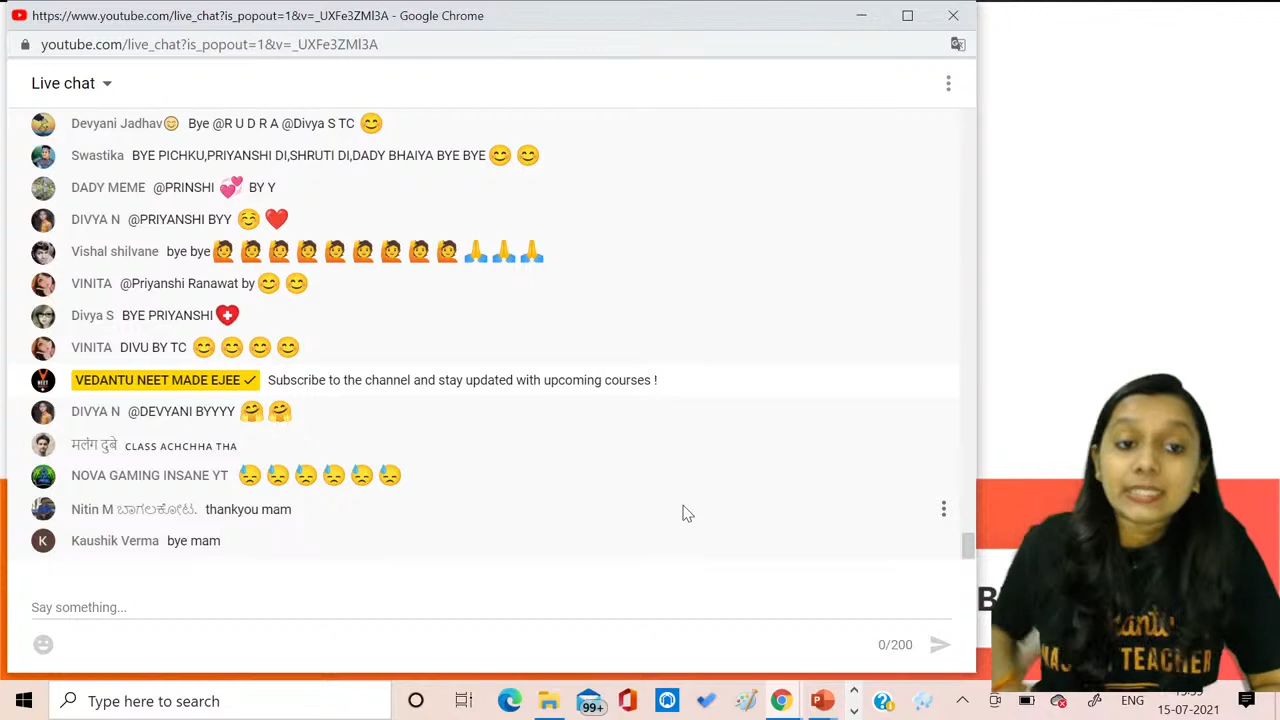 https://www.youtube.com/live_chat?is_popout=1&v=_UXFe3ZMl3A - Google Chrome
youtube.com/live_chat?is_popout=1&v=_UXFe3ZMl3A
Live chat
Devyani Jadhav😊 Bye @R U D R A @Divya S TC 😊
Swastika BYE PICHKU,PRIYANSHI DI,SHRUTI DI,DADY BHAIYA BYE BYE 😊 😊
DADY MEME @PRINSHI 💞 BY Y
DIVYA N @PRIYANSHI BYY ☺️ ❤️
Vishal shilvane bye bye 🙋 🙋 🙋 🙋 🙋 🙋 🙋 🙋 🙋 🙏 🙏 🙏
VINITA @Priyanshi Ranawat by 😊 😊
Divya S BYE PRIYANSHI
VINITA DIVU BY TC 😊 😊 😊 😊
VEDANTU NEET MADE EJEE ✓ Subscribe to the channel and stay updated with upcoming courses !
DIVYA N @DEVYANI BYYYY 🤗 🤗
मलंग दुबे ᴄʟᴀss ᴀᴄʜᴄʜʜᴀ ᴛʜᴀ
NOVA GAMING INSANE YT 😓 😓 😓 😓 😓 😓
Nitin M ಬಾಗಲಕೋಟ. thankyou mam
K Kaushik Verma bye mam
Say something...
0/200
TEACHER
Type here to search
99+
ENG
15-07-2021